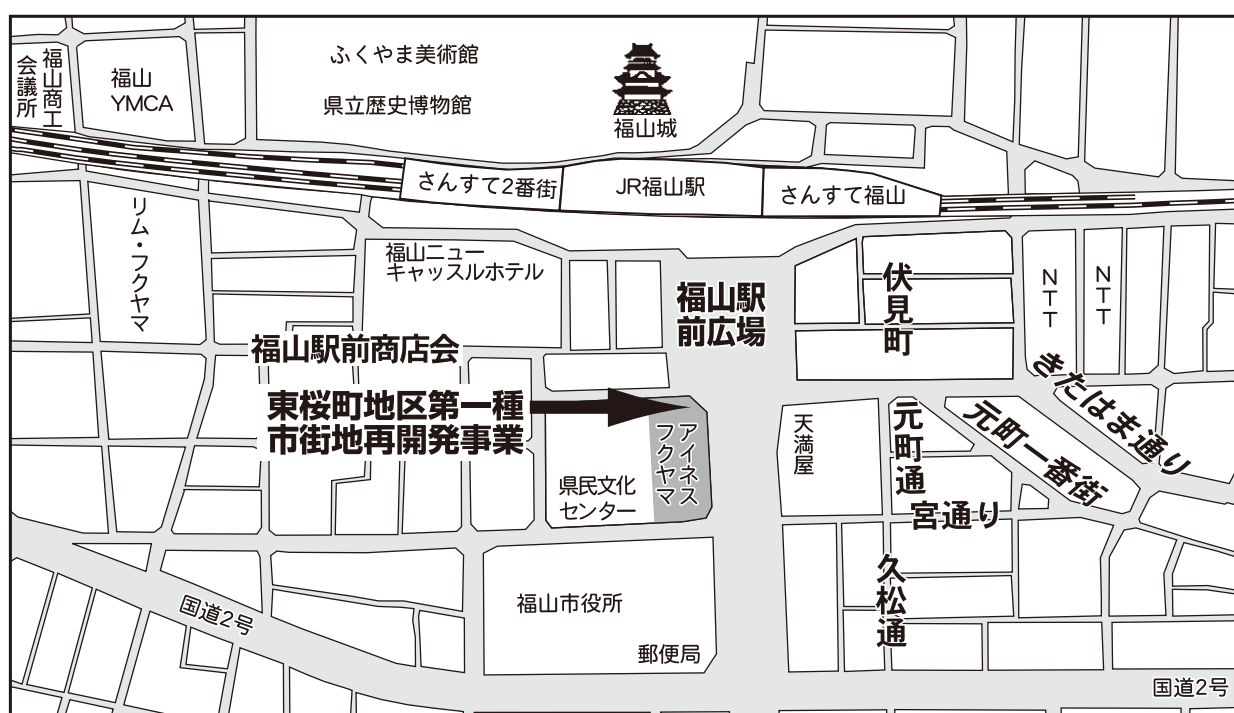 福山商工
会議所
福山
YMCA
ふくやま美術館
県立歴史博物館
福山城
さんすて2番街
JR福山駅
さんすて福山
リム・フクヤマ
福山ニュー
キャッスルホテル
福山駅
前広場
伏見町
NTT
NTT
福山駅前商店会
きたはま通り
東桜町地区第一種
市街地再開発事業
アイネス
フクヤマ
天満屋
元町通
元町一番街
県民文化
センター
宮通り
久松通
国道2号
福山市役所
郵便局
国道2号